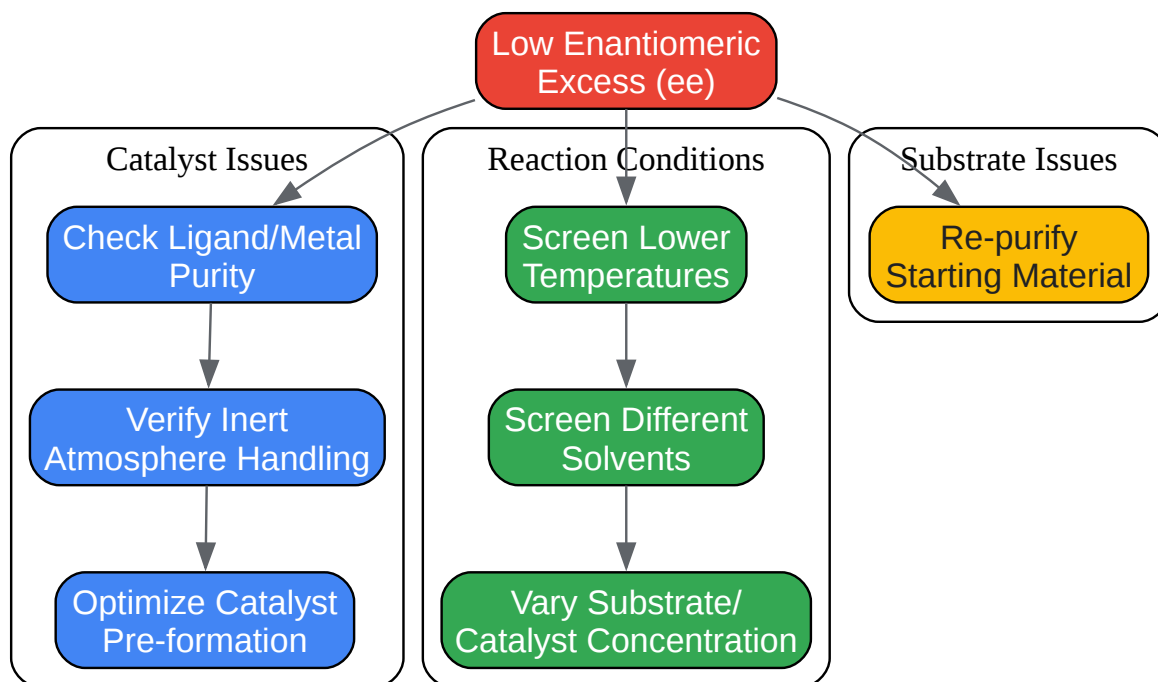 Low Enantiomeric
Excess (ee)
Catalyst Issues
Check Ligand/Metal
Purity
Verify Inert
Atmosphere Handling
Optimize Catalyst
Pre-formation
Reaction Conditions
Screen Lower
Temperatures
Screen Different
Solvents
Vary Substrate/
Catalyst Concentration
Substrate Issues
Re-purify
Starting Material